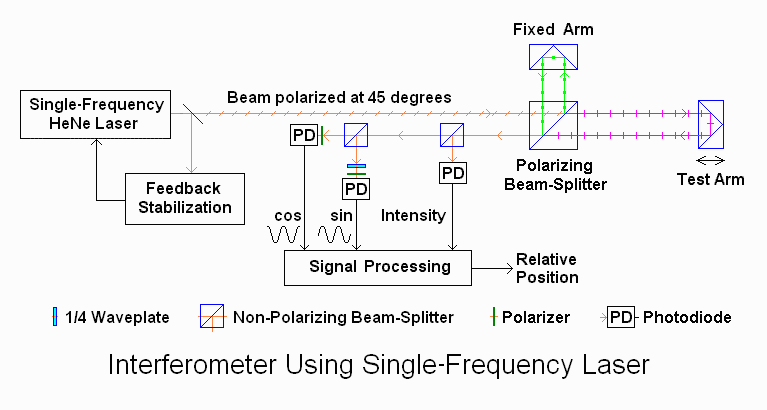 Fixed Arm
Single-Frequency
HeNe Laser
Beam polarized at 45 degrees
PD
PD
PD
Feedback
Stabilization
Polarizing
Beam-Splitter
Test Arm
cos
sin
Intensity
Signal Processing
Relative
Position
1/4 Waveplate
Non-Polarizing Beam-Splitter
Polarizer
PD
Photodiode
Interferometer Using Single-Frequency Laser